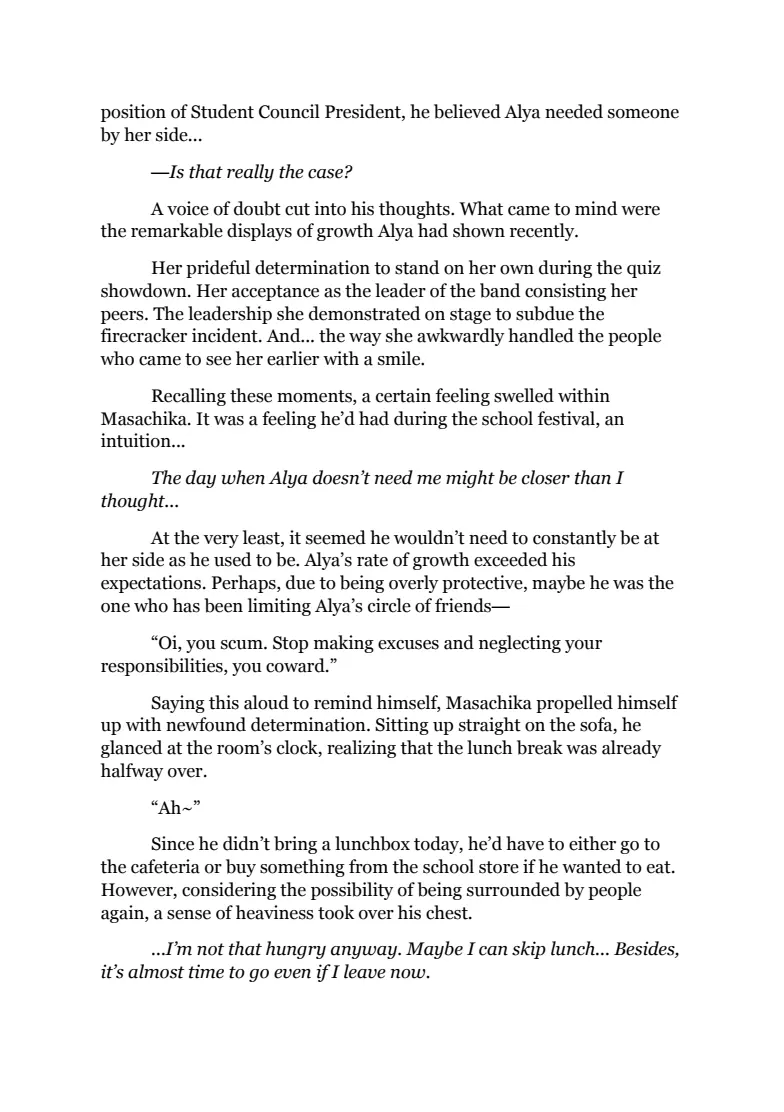 position of Student Council President, he believed Alya needed someone
by her side...
—Is that really the case?
A voice of doubt cut into his thoughts. What came to mind were
the remarkable displays of growth Alya had shown recently.
Her prideful determination to stand on her own during the quiz
showdown. Her acceptance as the leader of the band consisting her
peers. The leadership she demonstrated on stage to subdue the
firecracker incident. And... the way she awkwardly handled the people
who came to see her earlier with a smile.
Recalling these moments, a certain feeling swelled within
Masachika. It was a feeling he’d had during the school festival, an
intuition...
The day when Alya doesn’t need me might be closer than I
thought...
At the very least, it seemed he wouldn’t need to constantly be at
her side as he used to be. Alya’s rate of growth exceeded his
expectations. Perhaps, due to being overly protective, maybe he was the
one who has been limiting Alya’s circle of friends—
“Oi, you scum. Stop making excuses and neglecting your
responsibilities, you coward.”
Saying this aloud to remind himself, Masachika propelled himself
up with newfound determination. Sitting up straight on the sofa, he
glanced at the room’s clock, realizing that the lunch break was already
halfway over.
“Ah~”
Since he didn’t bring a lunchbox today, he’d have to either go to
the cafeteria or buy something from the school store if he wanted to eat.
However, considering the possibility of being surrounded by people
again, a sense of heaviness took over his chest.
...I’m not that hungry anyway. Maybe I can skip lunch... Besides,
it’s almost time to go even if I leave now.